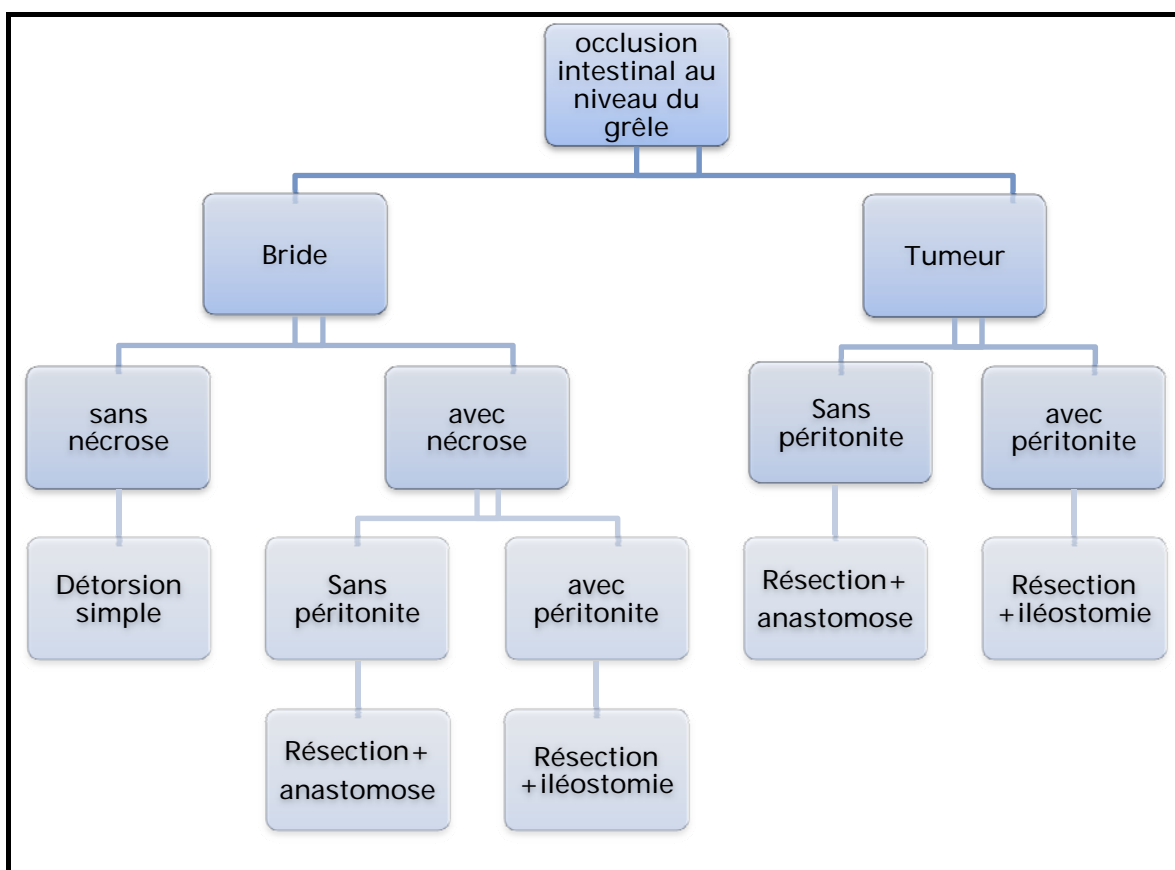 occlusion
intestinal au
niveau du
grêle
Bride
Tumeur
sans
nécrose
avec
nécrose
Sans
péritonite
avec
péritonite
Détorsion
simple
Sans
péritonite
avec
péritonite
Résection+
anastomose
Résection
+iléostomie
Résection+
anastomose
Résection
+iléostomie